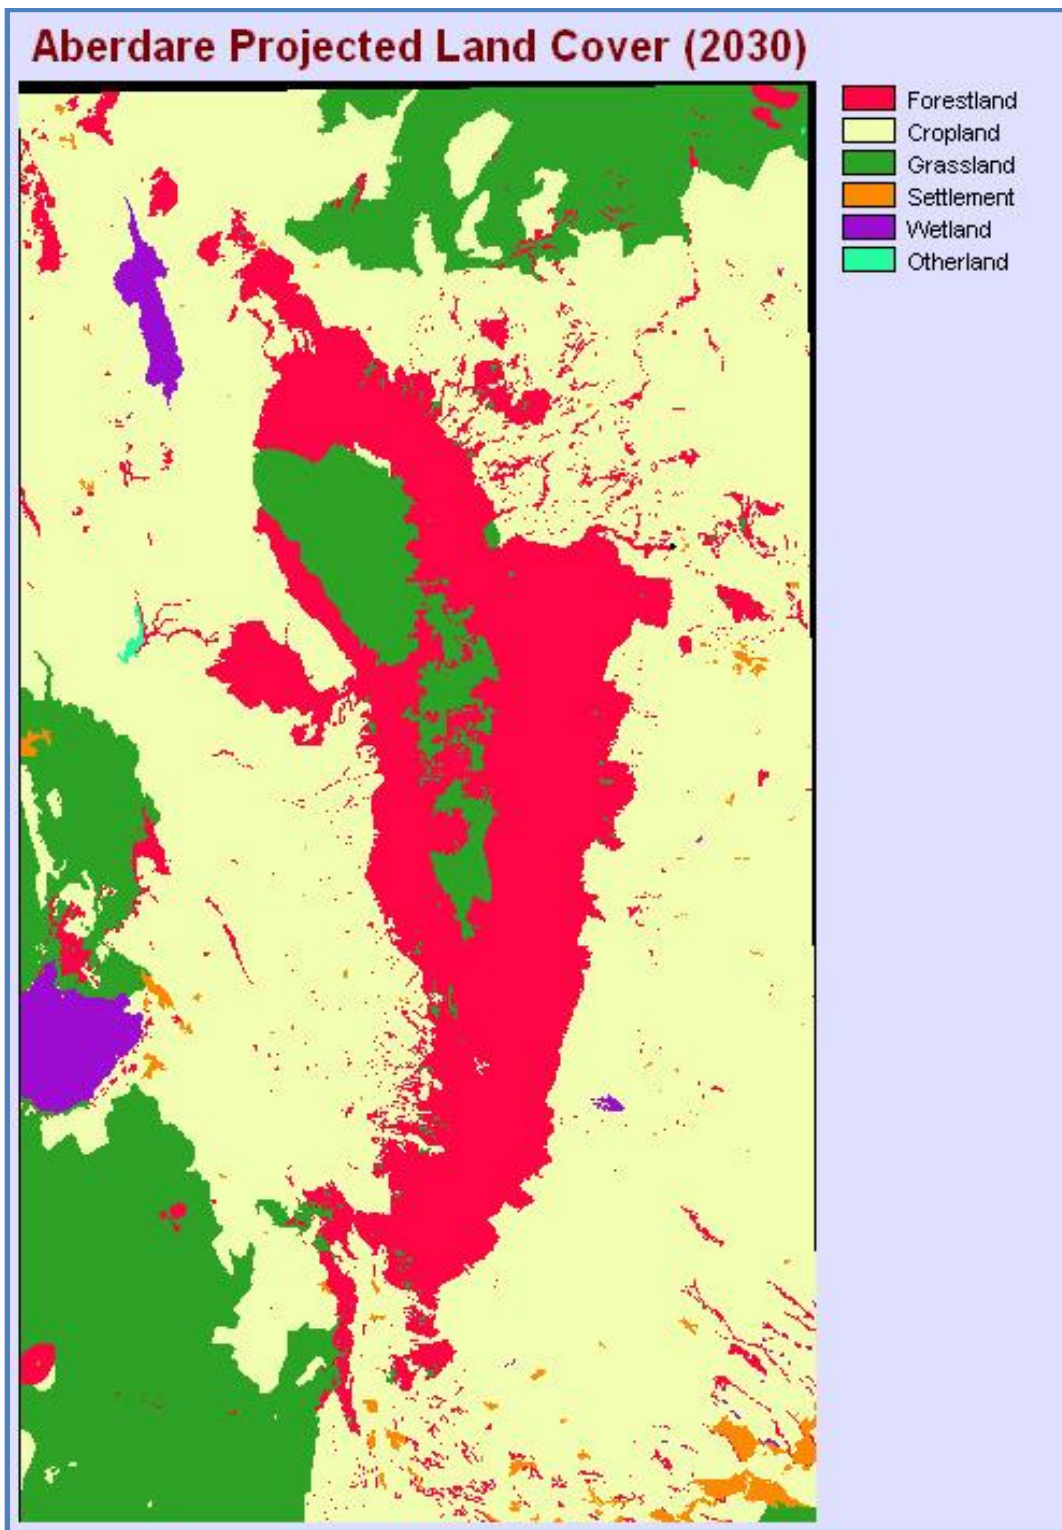 Aberdare Projected Land Cover (2030)
Forestland
Cropland
Grassland
Settlement
Wetland
Otherland